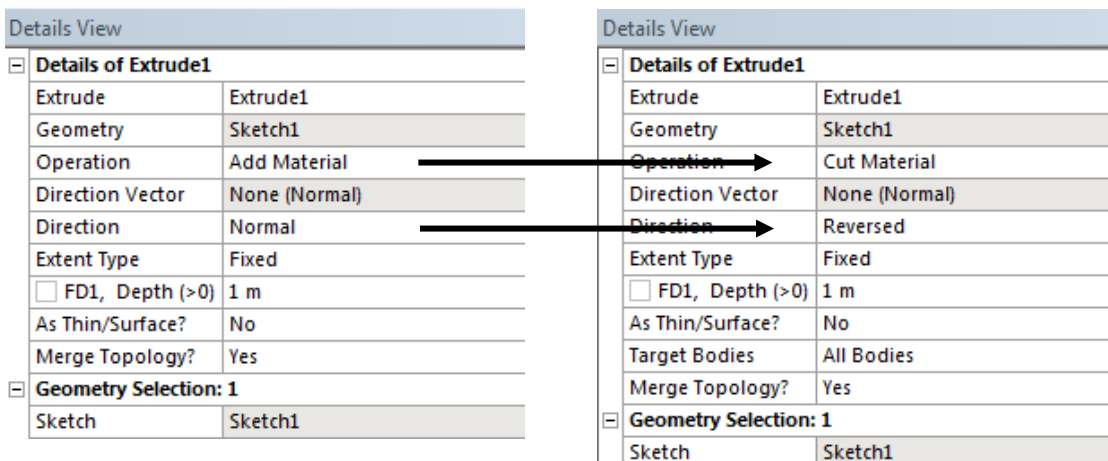 Details View
Details of Extrude1
Extrude Extrude1
Geometry Sketch1
Operation Add Material
Direction Vector None (Normal)
Direction Normal
Extent Type Fixed
FD1, Depth (>0) 1 m
As Thin/Surface? No
Merge Topology? Yes
Geometry Selection: 1
Sketch Sketch1
Details View
Details of Extrude1
Extrude Extrude1
Geometry Sketch1
Operation Cut Material
Direction Vector None (Normal)
Direction Reversed
Extent Type Fixed
FD1, Depth (>0) 1 m
As Thin/Surface? No
Target Bodies All Bodies
Merge Topology? Yes
Geometry Selection: 1
Sketch Sketch1